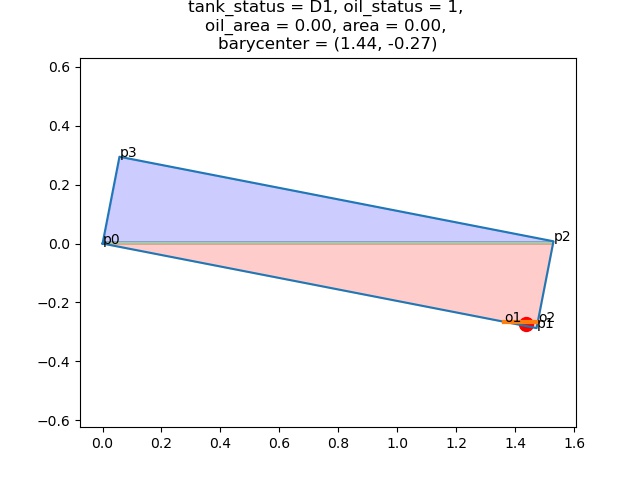 tank_status = D1, oil_status = 1,
oil_area = 0.00, area = 0.00,
barycenter = (1.44, -0.27)
0.6
0.4
0.2
0.0
−0.2
−0.4
−0.6
p3
p0
p2
o1
o2
p1
0.0 0.2 0.4 0.6 0.8 1.0 1.2 1.4 1.6